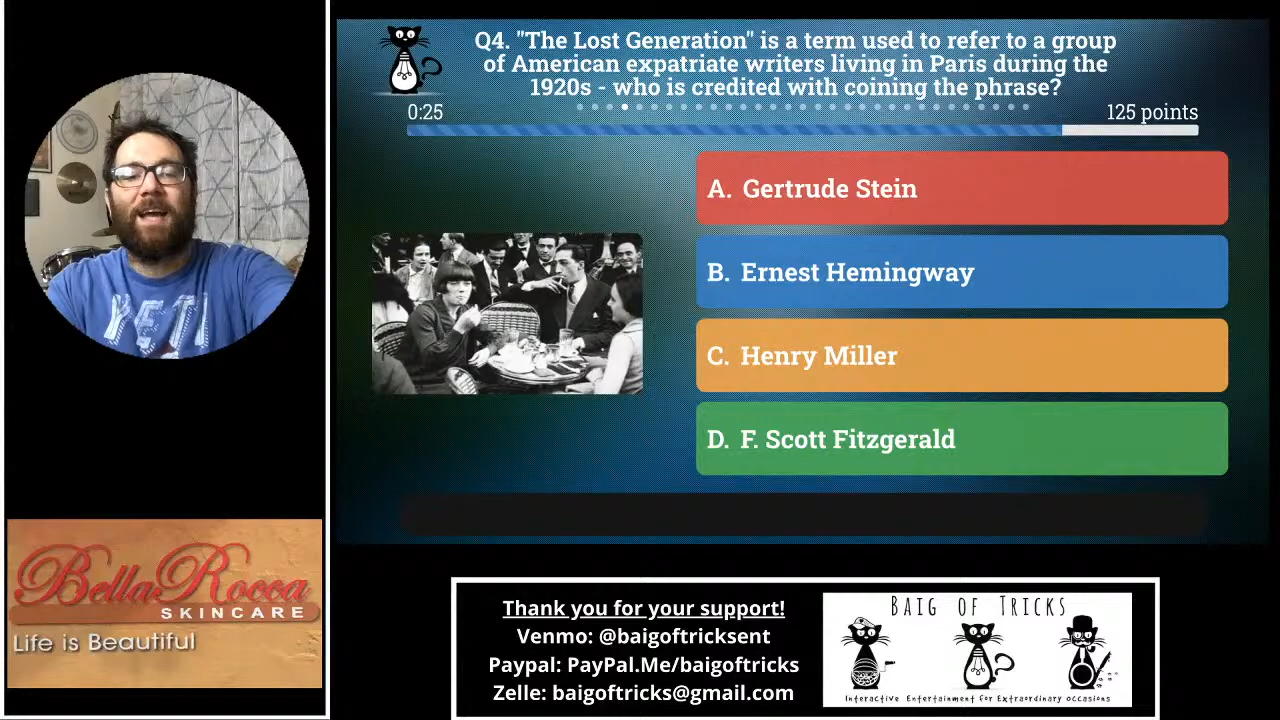 Q4. "The Lost Generation" is a term used to refer to a group
of American expatriate writers living in Paris during the
1920s - who is credited with coining the phrase?
0:25
125 points
A. Gertrude Stein
B. Ernest Hemingway
C. Henry Miller
D. F. Scott Fitzgerald
YETI
BellaRocca
SKINCARE
Life is Beautiful
Thank you for your support!
Venmo: @baigoftricksent
Paypal: PayPal.Me/baigoftricks
Zelle: baigoftricks@gmail.com
BAIG OF TRICKS
Interactive Entertainment for Extraordinary occasions